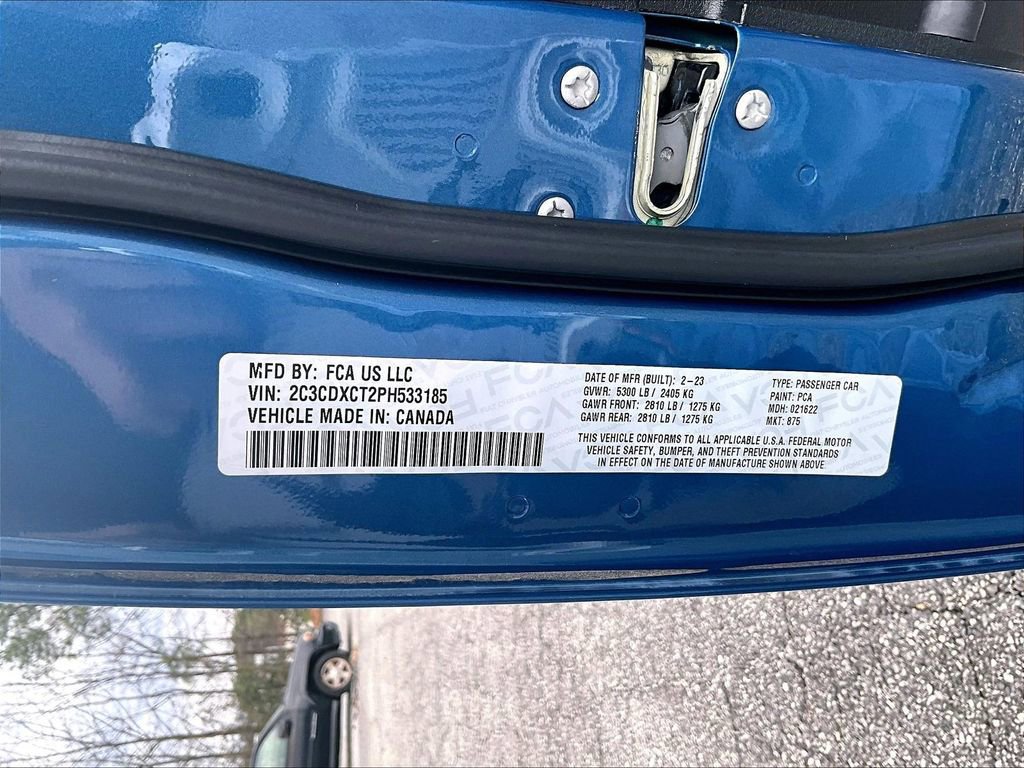 MFD BY: FCA US LLC
VIN: 2C3CDXCT2PH533185
VEHICLE MADE IN: CANADA
DATE OF MFR (BUILT): 2-23
GVWR: 5300 LB / 2405 KG
GAWR FRONT: 2810 LB / 1275 KG
GAWR REAR: 2810 LB / 1275 KG
TYPE: PASSENGER CAR
PAINT: PCA
MDH: 021622
MKT: 875
THIS VEHICLE CONFORMS TO ALL APPLICABLE U.S.A. FEDERAL MOTOR
VEHICLE SAFETY, BUMPER, AND THEFT PREVENTION STANDARDS
IN EFFECT ON THE DATE OF MANUFACTURE SHOWN ABOVE